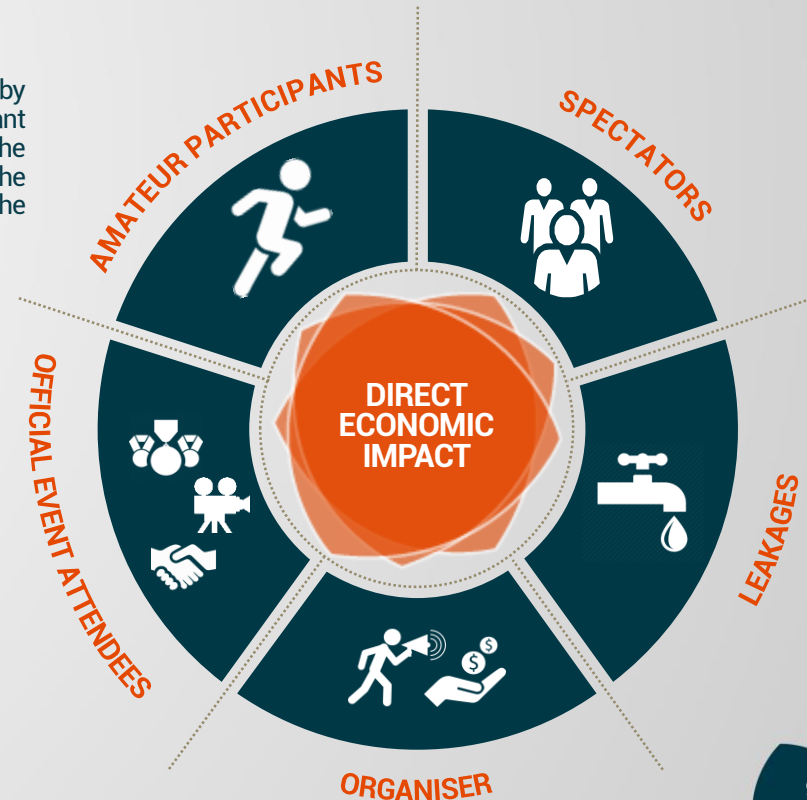 by
ant
he
he
he
AMATEUR PARTICIPANTS
SPECTATORS
OFFICIAL EVENT ATTENDEES
DIRECT
ECONOMIC
IMPACT
LEAKAGES
$
$
ORGANISER